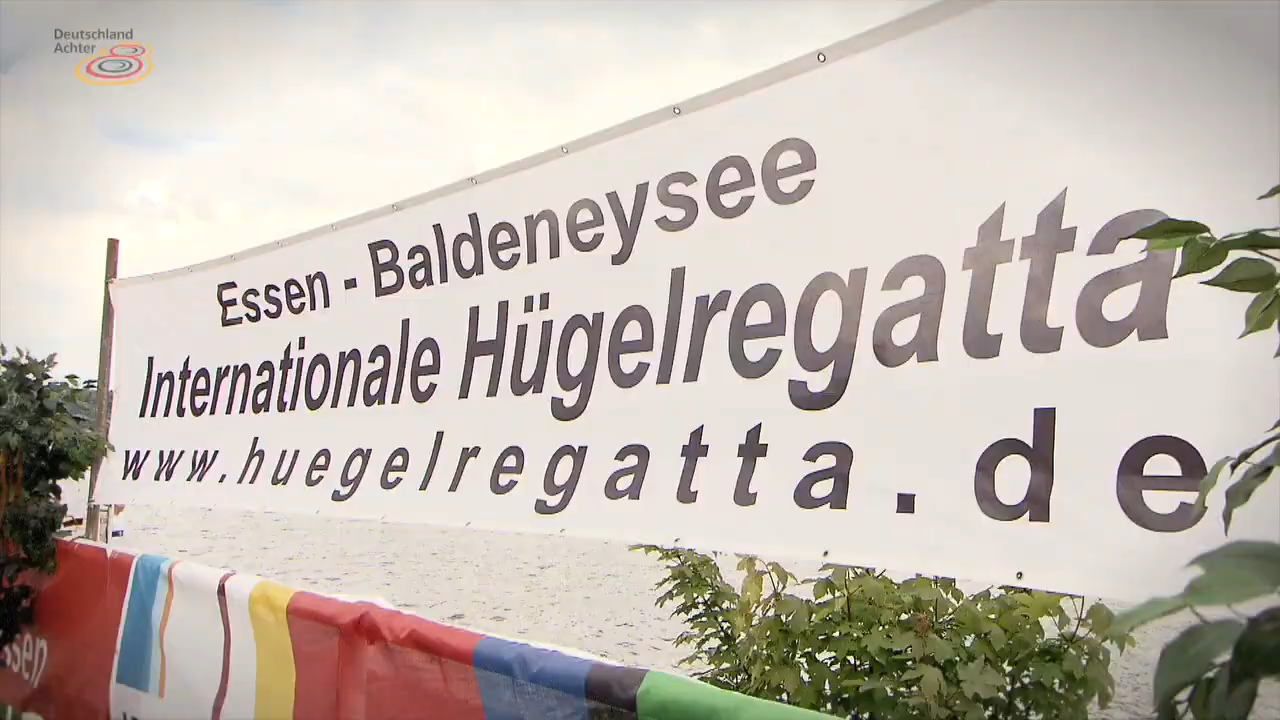 Deutschland
Achter
Essen - Baldeneysee
Internationale Hügelregatta
www.huegelregatta.de